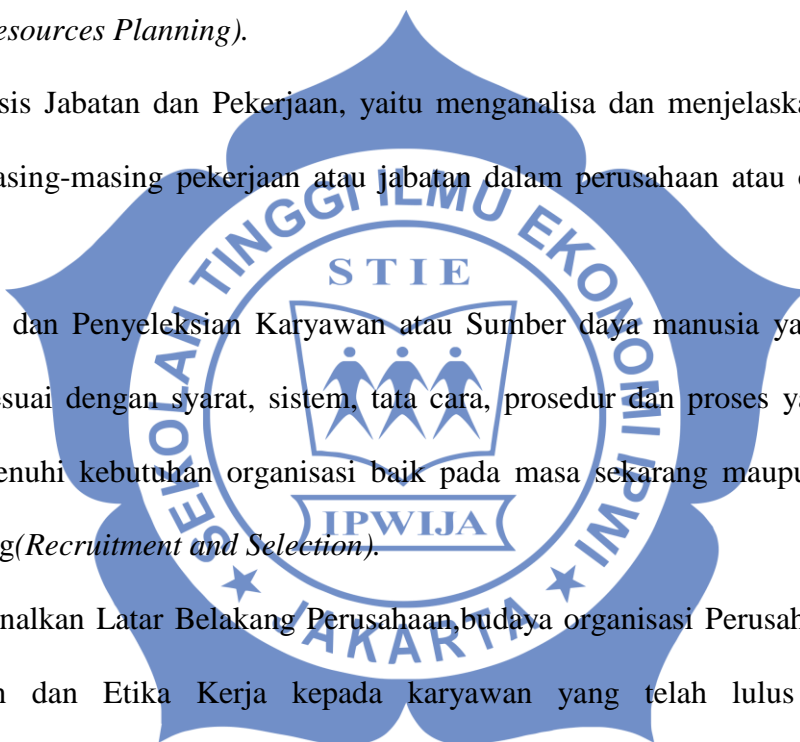 esources Planning).
sis Jabatan dan Pekerjaan, yaitu menganalisa dan menjelaska
asing-masing pekerjaan atau jabatan dalam perusahaan atau
dan Penyeleksian Karyawan atau Sumber daya manusia ya
esuai dengan syarat, sistem, tata cara, prosedur dan proses ya
enuhi kebutuhan organisasi baik pada masa sekarang maupu
g(Recruitment and Selection).
nalkan Latar Belakang Perusahaan,budaya organisasi Perusah
dan Etika Kerja kepada karyawan yang telah lulus
SEKOLAH TINGGI ILMU EKONOMI IPWI
STIE
IPWIJA
JAKARTA